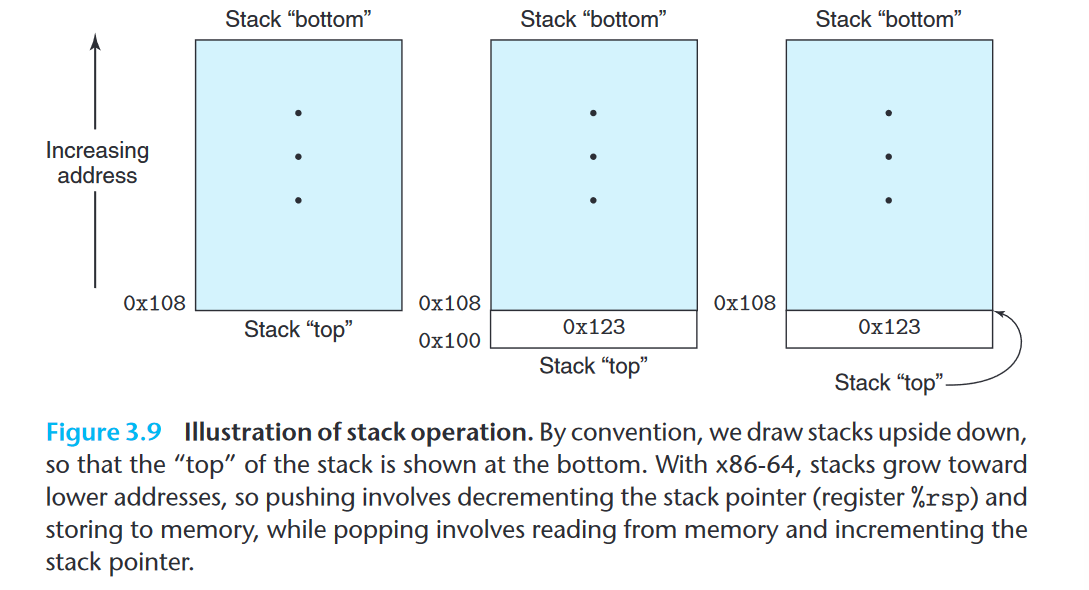 Stack “bottom” Stack “bottom” Stack “bottom”
Increasing
address
0x108 0x108 0x108
Stack “top” 0x123 0x123
0x100
Stack “top”
Stack “top”
Figure 3.9 Illustration of stack operation. By convention, we draw stacks upside down,
so that the “top” of the stack is shown at the bottom. With x86-64, stacks grow toward
lower addresses, so pushing involves decrementing the stack pointer (register %rsp) and
storing to memory, while popping involves reading from memory and incrementing the
stack pointer.